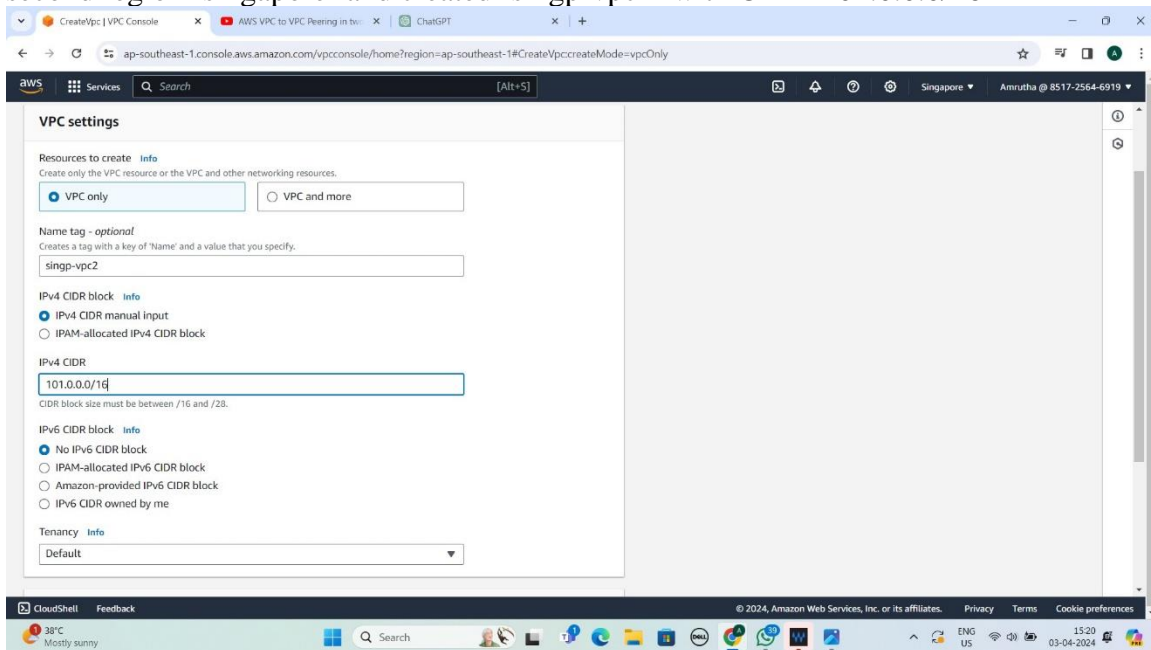 CreateVpc | VPC Console
AWS VPC to VPC Peering in two
ChatGPT
ap-southeast-1.console.aws.amazon.com/vpcconsole/home?region=ap-southeast-1#CreateVpc:createMode=vpcOnly
aws Services Search [Alt+S] Singapore Amrutha @ 8517-2564-6919
VPC settings
Resources to create Info
Create only the VPC resource or the VPC and other networking resources.
VPC only VPC and more
Name tag - optional
Creates a tag with a key of 'Name' and a value that you specify.
singp-vpc2
IPv4 CIDR block Info
IPv4 CIDR manual input
IPAM-allocated IPv4 CIDR block
IPv4 CIDR
101.0.0.0/16
CIDR block size must be between /16 and /28.
IPv6 CIDR block Info
No IPv6 CIDR block
IPAM-allocated IPv6 CIDR block
Amazon-provided IPv6 CIDR block
IPv6 CIDR owned by me
Tenancy Info
Default
CloudShell Feedback © 2024, Amazon Web Services, Inc. or its affiliates. Privacy Terms Cookie preferences
38°C
Mostly sunny
Search
ENG
US
15:20
03-04-2024